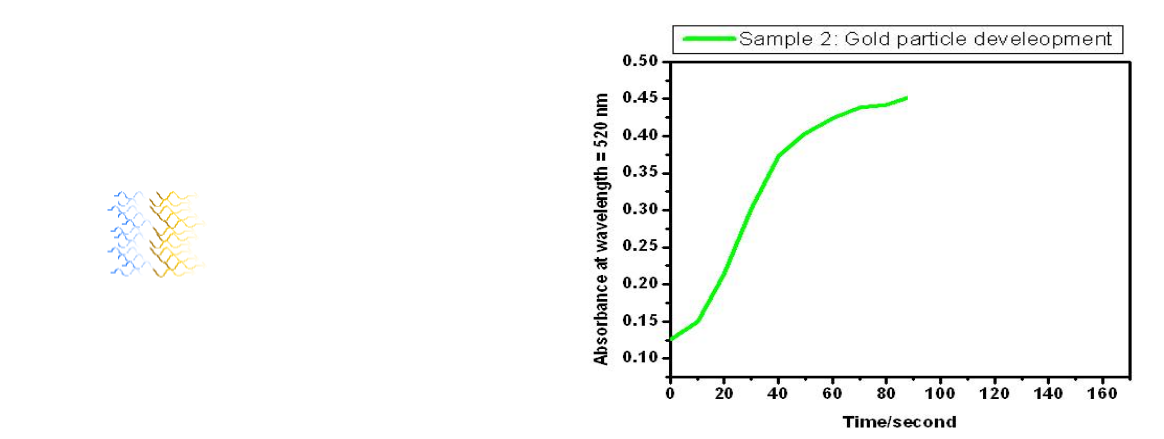 Sample 2: Gold particle develeopment
0.50
0.45
0.40
0.35
0.30
0.25
0.20
0.15
0.10
Absorbance at wavelength = 520 nm
0 20 40 60 80 100 120 140 160
Time/second